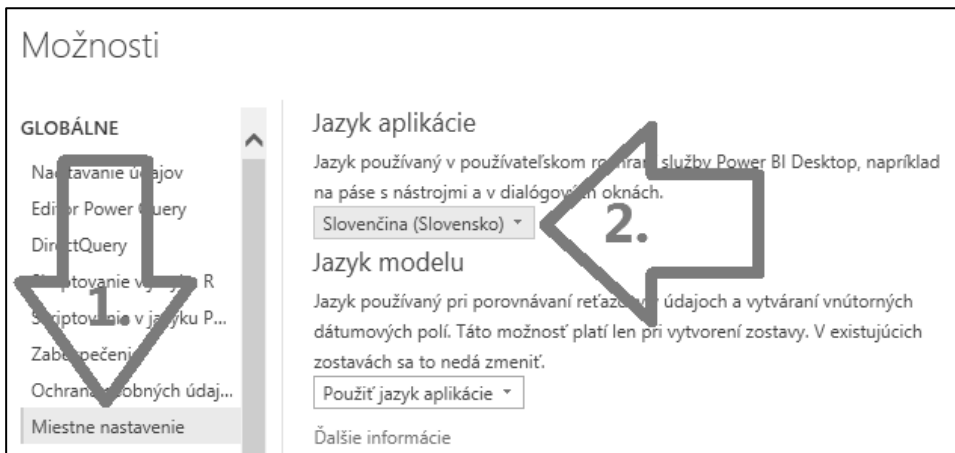 Možnosti
GLOBÁLNE
Načítavanie údajov
Editor Power Query
DirectQuery
Skriptovanie v jazyku R
Skriptovanie v jazyku P...
Zabezpečenie
Ochrana osobných údaj...
Miestne nastavenie
1.
Jazyk aplikácie
Jazyk používaný v používateľskom rozhraní služby Power BI Desktop, napríklad
na páse s nástrojmi a v dialógových oknách.
Slovenčina (Slovensko)
2.
Jazyk modelu
Jazyk používaný pri porovnávaní reťazcov v údajoch a vytváraní vnútorných
dátumových polí. Táto možnosť platí len pri vytvorení zostavy. V existujúcich
zostavách sa to nedá zmeniť.
Použiť jazyk aplikácie
Ďalšie informácie